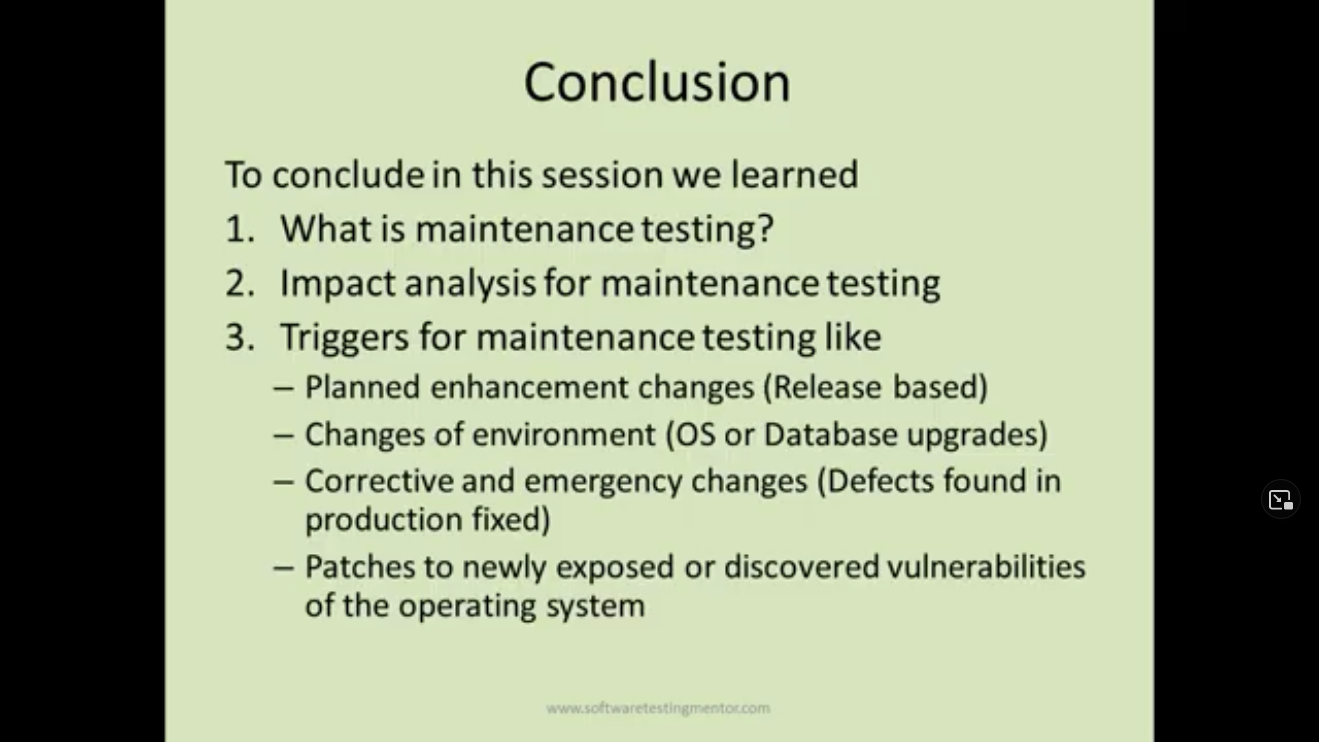 Conclusion
To conclude in this session we learned
1. What is maintenance testing?
2. Impact analysis for maintenance testing
3. Triggers for maintenance testing like
– Planned enhancement changes (Release based)
– Changes of environment (OS or Database upgrades)
– Corrective and emergency changes (Defects found in
production fixed)
– Patches to newly exposed or discovered vulnerabilities
of the operating system
www.softwaretestingmentor.com